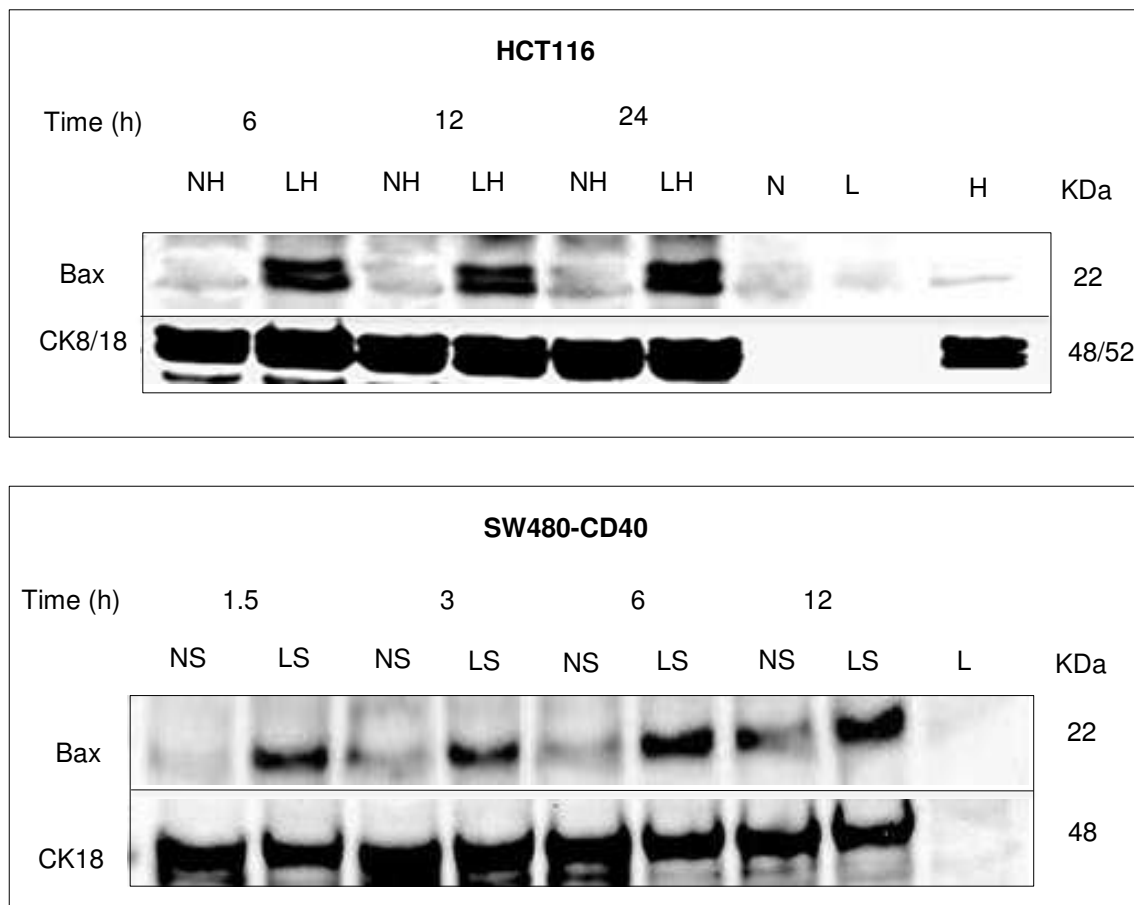 HCT116
Time (h) 6 12 24
NH LH NH LH NH LH N L H KDa
Bax 22
CK8/18 48/52
SW480-CD40
Time (h) 1.5 3 6 12
NS LS NS LS NS LS NS LS L KDa
Bax 22
CK18 48